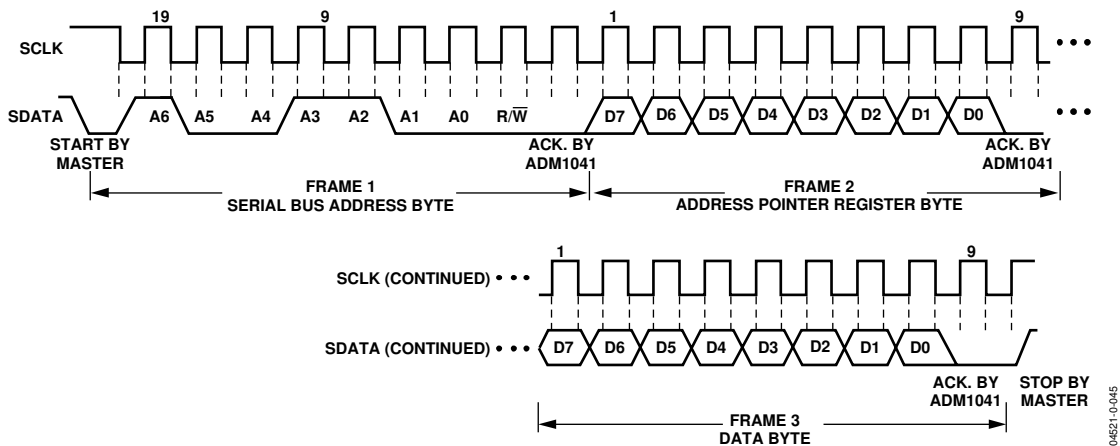 19 9 1 9
SCLK
SDATA A6 A5 A4 A3 A2 A1 A0 R/W̅ D7 D6 D5 D4 D3 D2 D1 D0
START BY
MASTER
ACK. BY
ADM1041
ACK. BY
ADM1041
FRAME 1
SERIAL BUS ADDRESS BYTE
FRAME 2
ADDRESS POINTER REGISTER BYTE
1 9
SCLK (CONTINUED)
SDATA (CONTINUED) D7 D6 D5 D4 D3 D2 D1 D0
ACK. BY
ADM1041
STOP BY
MASTER
FRAME 3
DATA BYTE
04521-0-045